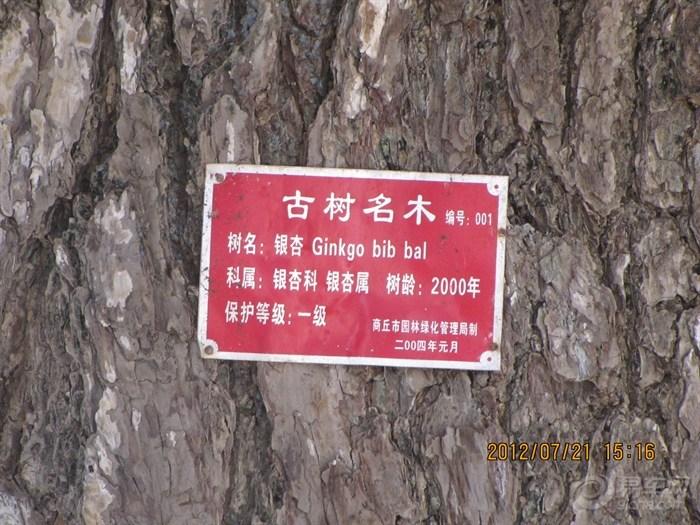 古树名木 编号：001
树名：银杏 Ginkgo bib bal
科属：银杏科 银杏属 树龄：2000年
保护等级：一级
商丘市园林绿化管理局制
二00四年元月
2012/07/21 15:16